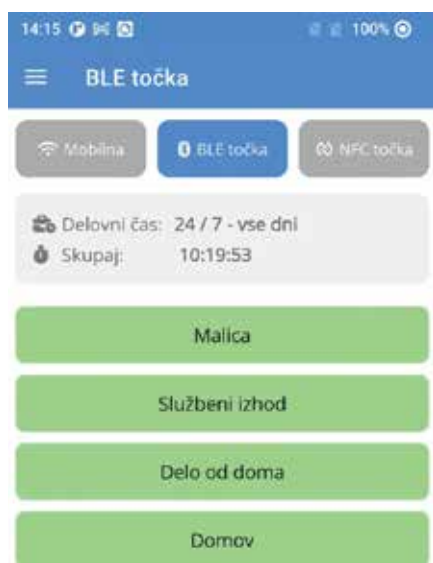 14:15 100%
BLE točka
Mobilna BLE točka NFC točka
Delovni čas: 24 / 7 - vse dni
Skupaj: 10:19:53
Malica
Službeni izhod
Delo od doma
Domov